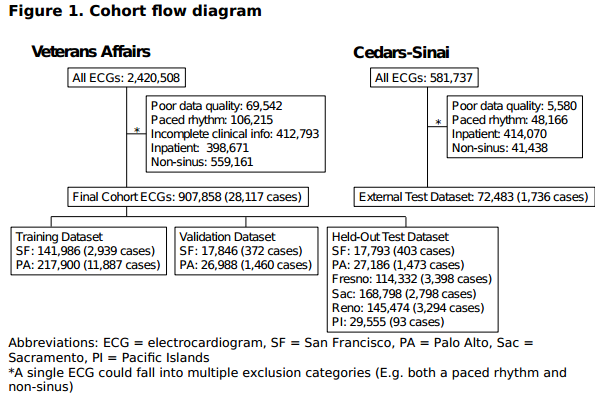 Figure 1. Cohort flow diagram
Veterans Affairs
Cedars-Sinai
All ECGs: 2,420,508
All ECGs: 581,737
Poor data quality: 69,542
Paced rhythm: 106,215
Incomplete clinical info: 412,793
Inpatient: 398,671
Non-sinus: 559,161
*
Poor data quality: 5,580
Paced rhythm: 48,166
Inpatient: 414,070
Non-sinus: 41,438
*
Final Cohort ECGs: 907,858 (28,117 cases)
External Test Dataset: 72,483 (1,736 cases)
Training Dataset
SF: 141,986 (2,939 cases)
PA: 217,900 (11,887 cases)
Validation Dataset
SF: 17,846 (372 cases)
PA: 26,988 (1,460 cases)
Held-Out Test Dataset
SF: 17,793 (403 cases)
PA: 27,186 (1,473 cases)
Fresno: 114,332 (3,398 cases)
Sac: 168,798 (2,798 cases)
Reno: 145,474 (3,294 cases)
PI: 29,555 (93 cases)
Abbreviations: ECG = electrocardiogram, SF = San Francisco, PA = Palo Alto, Sac =
Sacramento, PI = Pacific Islands
*A single ECG could fall into multiple exclusion categories (E.g. both a paced rhythm and
non-sinus)